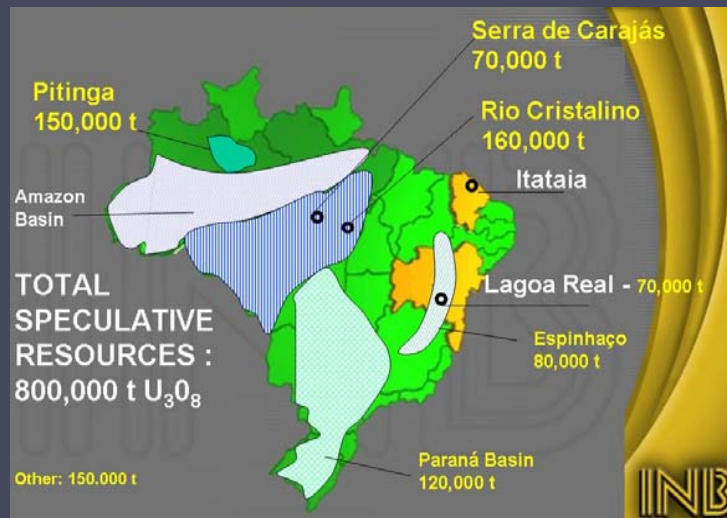 Serra de Carajás
70,000 t
Pitinga
150,000 t
Rio Cristalino
160,000 t
Itataia
Amazon
Basin
Lagoa Real - 70,000 t
TOTAL
SPECULATIVE
RESOURCES :
800,000 t U₃0₈
Espinhaço
80,000 t
Paraná Basin
120,000 t
Other: 150.000 t
INB